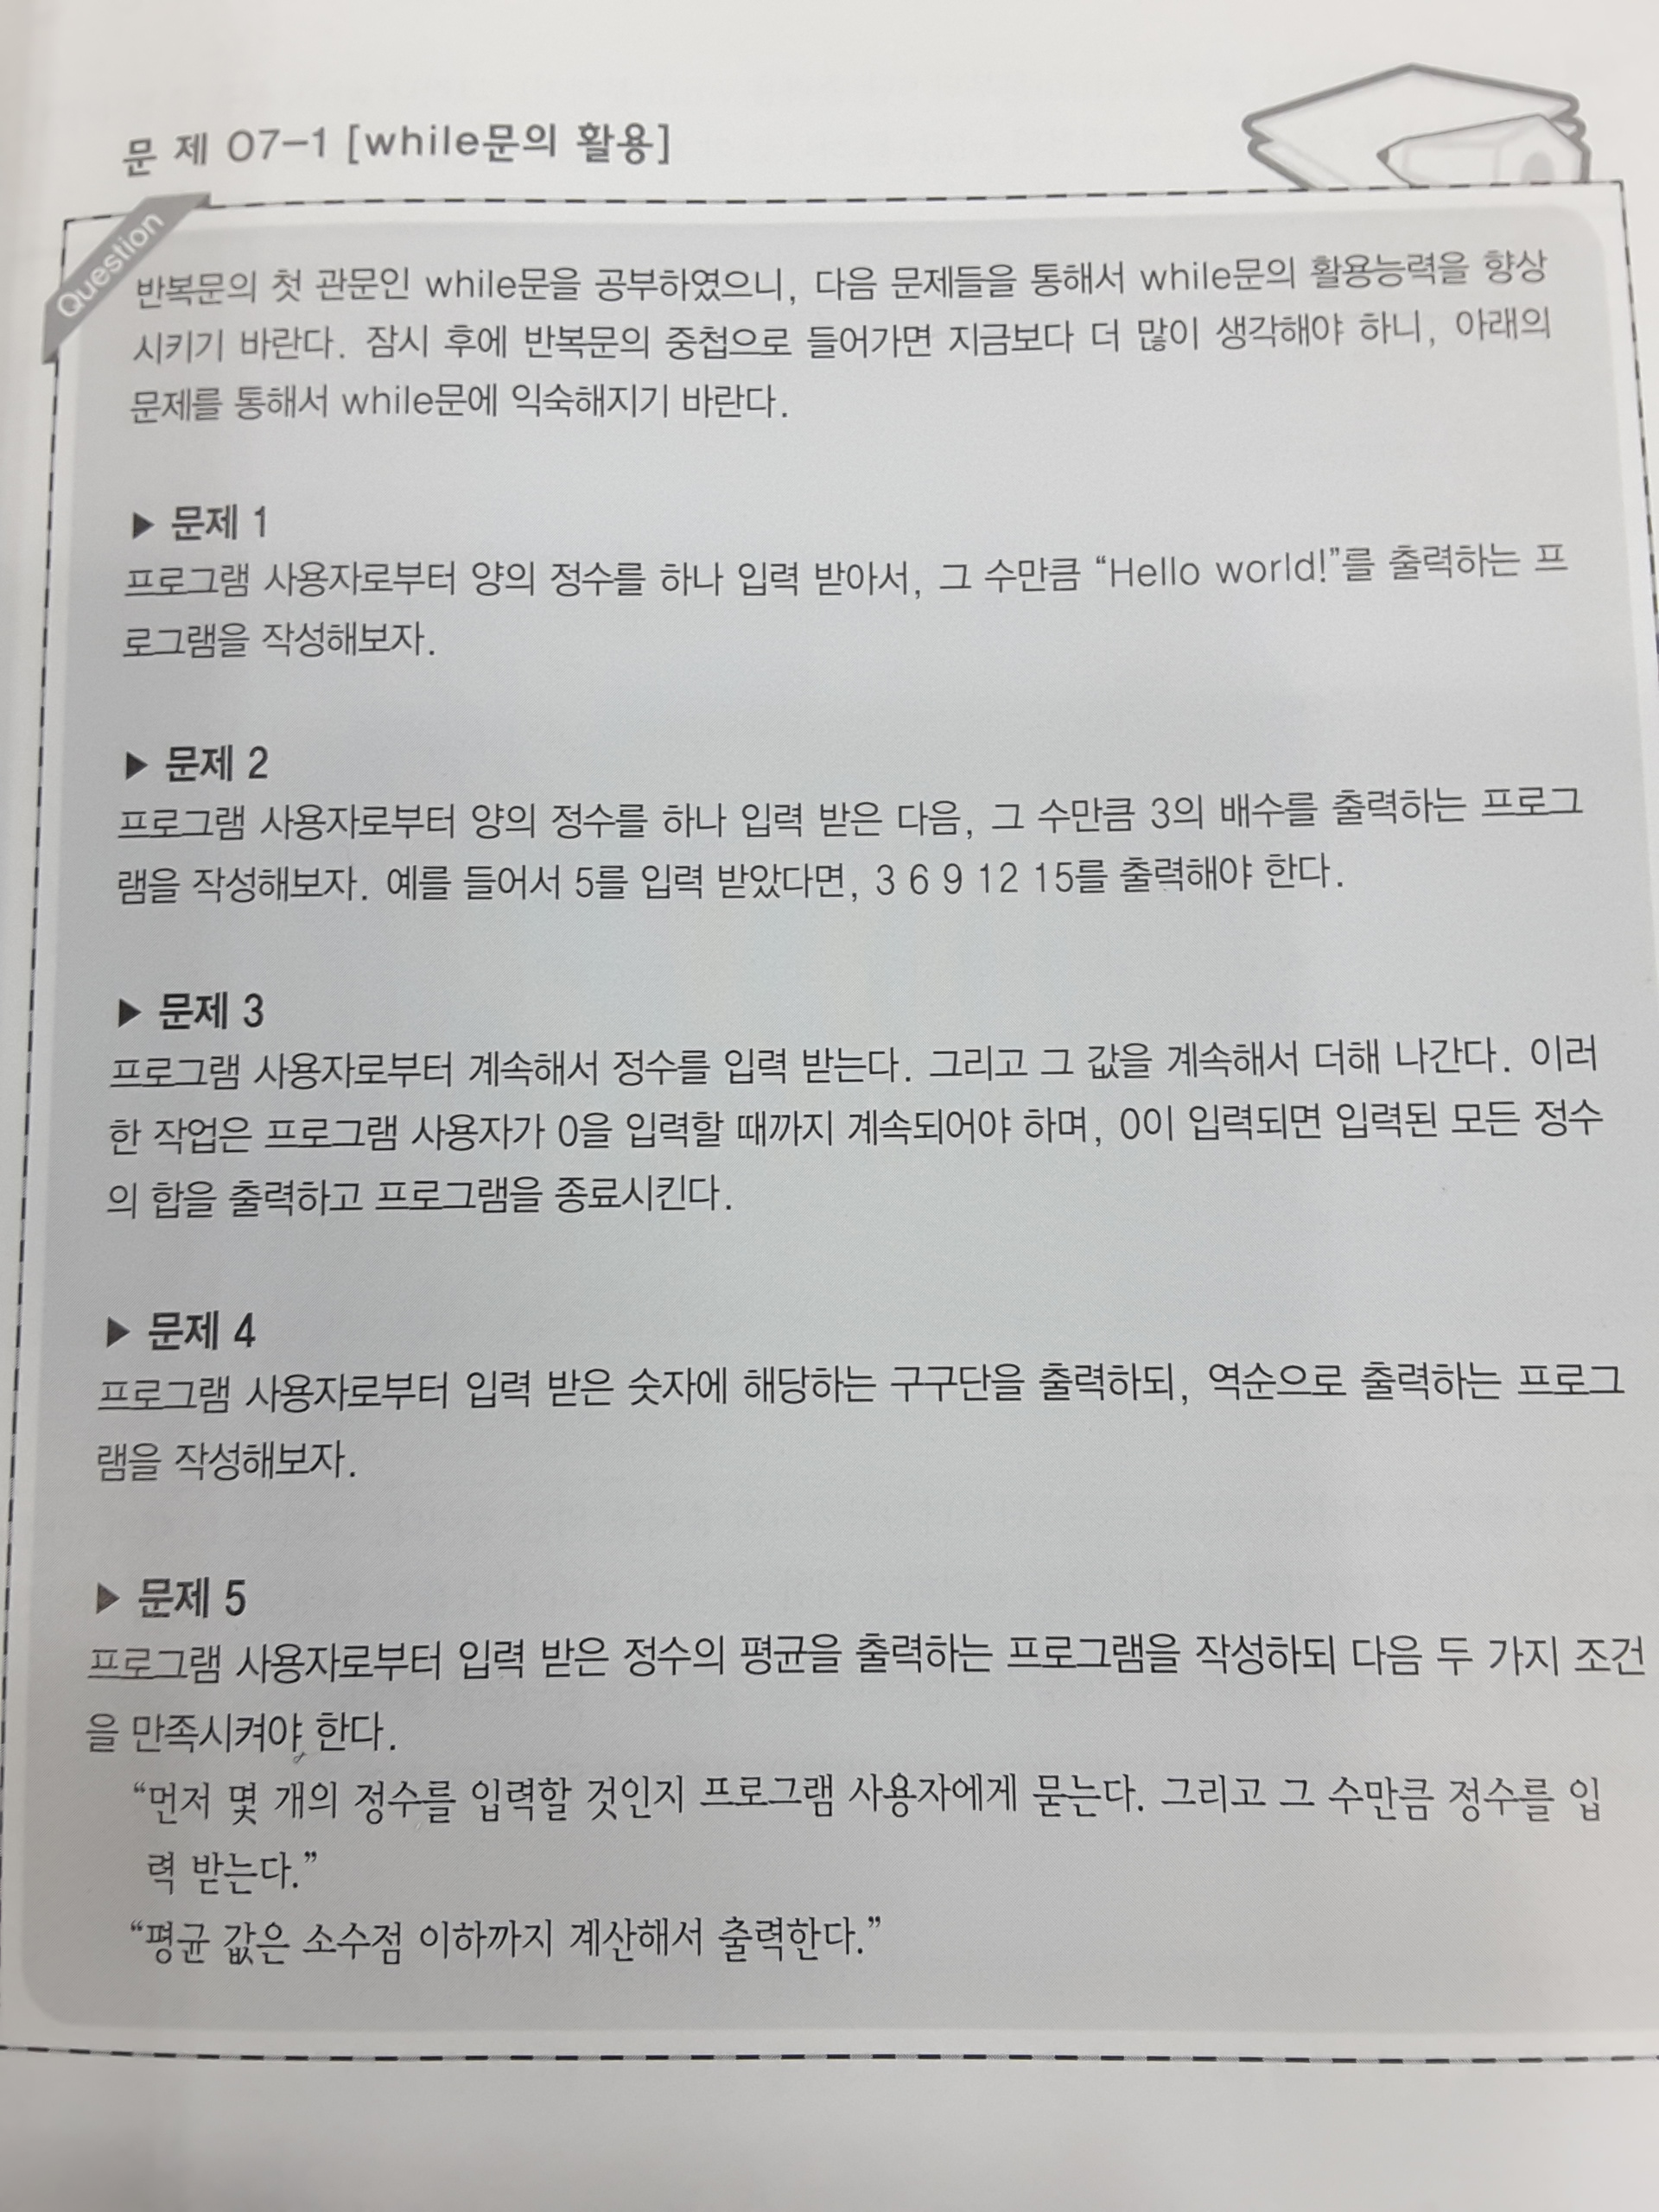 문 제 07-1 [while문의 활용]
Question
반복문의 첫 관문인 while문을 공부하였으니, 다음 문제들을 통해서 while문의 활용능력을 향상
시키기 바란다. 잠시 후에 반복문의 중첩으로 들어가면 지금보다 더 많이 생각해야 하니, 아래의
문제를 통해서 while문에 익숙해지기 바란다.
▶ 문제 1
프로그램 사용자로부터 양의 정수를 하나 입력 받아서, 그 수만큼 “Hello world!”를 출력하는 프
로그램을 작성해보자.
▶ 문제 2
프로그램 사용자로부터 양의 정수를 하나 입력 받은 다음, 그 수만큼 3의 배수를 출력하는 프로그
램을 작성해보자. 예를 들어서 5를 입력 받았다면, 3 6 9 12 15를 출력해야 한다.
▶ 문제 3
프로그램 사용자로부터 계속해서 정수를 입력 받는다. 그리고 그 값을 계속해서 더해 나간다. 이러
한 작업은 프로그램 사용자가 0을 입력할 때까지 계속되어야 하며, 0이 입력되면 입력된 모든 정수
의 합을 출력하고 프로그램을 종료시킨다.
▶ 문제 4
프로그램 사용자로부터 입력 받은 숫자에 해당하는 구구단을 출력하되, 역순으로 출력하는 프로그
램을 작성해보자.
▶ 문제 5
프로그램 사용자로부터 입력 받은 정수의 평균을 출력하는 프로그램을 작성하되 다음 두 가지 조건
을 만족시켜야 한다.
“먼저 몇 개의 정수를 입력할 것인지 프로그램 사용자에게 묻는다. 그리고 그 수만큼 정수를 입
력 받는다.”
“평균 값은 소수점 이하까지 계산해서 출력한다.”